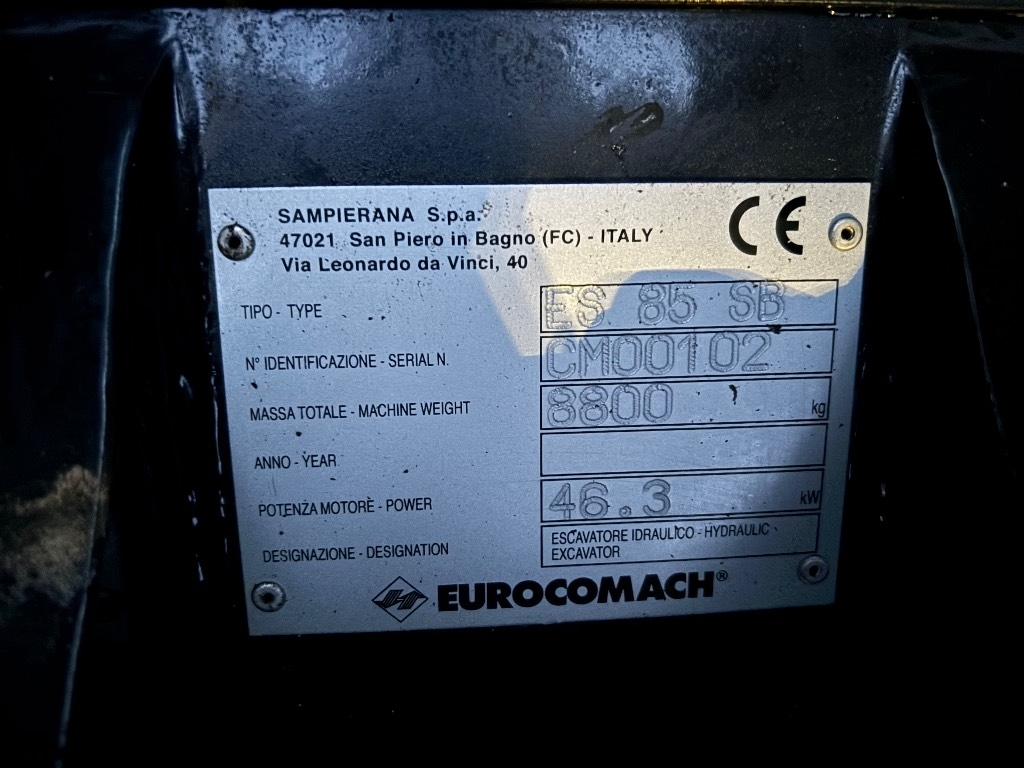 SAMPIERANA S.p.a.
47021 San Piero in Bagno (FC) - ITALY
Via Leonardo da Vinci, 40
CE
TIPO - TYPE ES 85 SB
N° IDENTIFICAZIONE - SERIAL N. CM00102
MASSA TOTALE - MACHINE WEIGHT 8800 kg
ANNO - YEAR
POTENZA MOTORE - POWER 46.3 kW
DESIGNAZIONE - DESIGNATION ESCAVATORE IDRAULICO - HYDRAULIC
EXCAVATOR
EUROCOMACH®